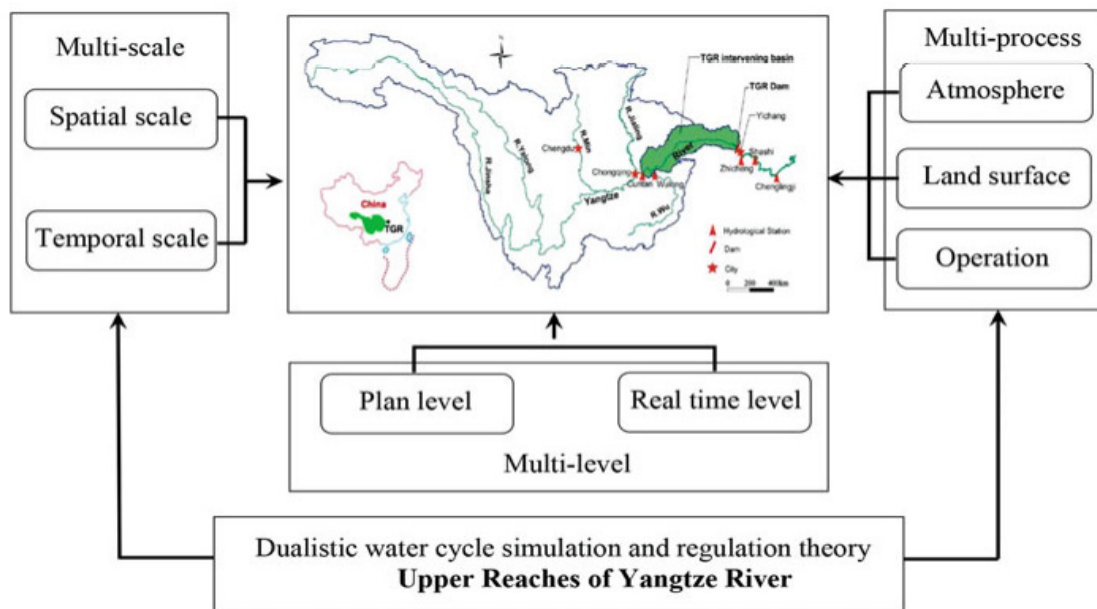 Multi-scale
Spatial scale
Temporal scale
TGR intervening basin
TGR Dam
Yichang
Shashi
Zhicheng
Chenglingji
R.Jialing
R.Min
Chengdu
R.Yalong
R.Jinsha
River
Chongqing
Cuntan
Wulong
Yangtze
R.Wu
China
TGR
Hydrological Station
Dam
City
0 200 400km
Multi-process
Atmosphere
Land surface
Operation
Plan level
Real time level
Multi-level
Dualistic water cycle simulation and regulation theory
Upper Reaches of Yangtze River